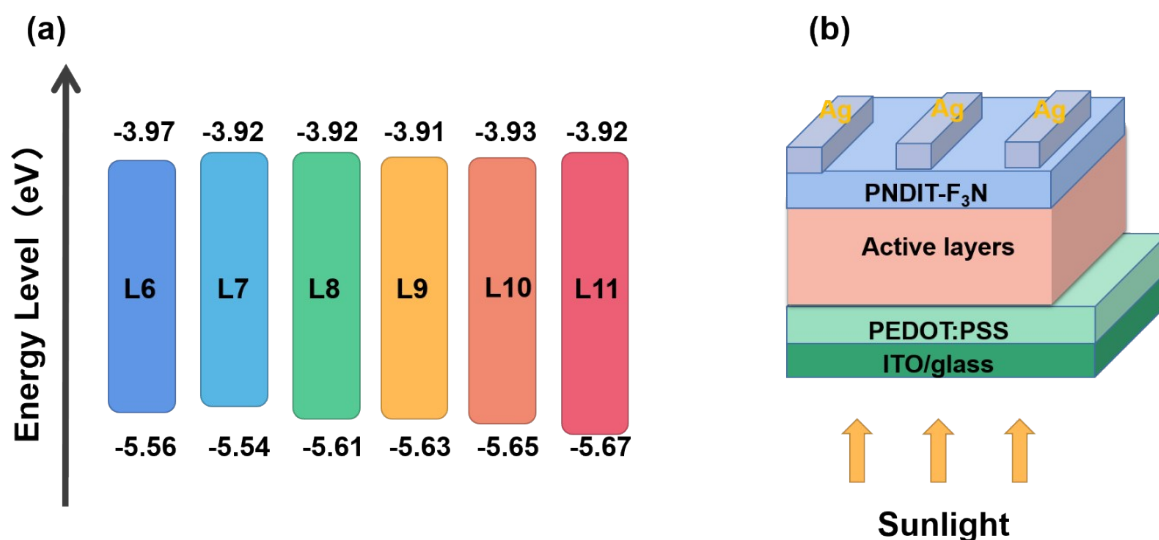 (a)
Energy Level (eV)
-3.97 -3.92 -3.92 -3.91 -3.93 -3.92
L6 L7 L8 L9 L10 L11
-5.56 -5.54 -5.61 -5.63 -5.65 -5.67
(b)
Ag Ag Ag
PNDIT-F₃N
Active layers
PEDOT:PSS
ITO/glass
Sunlight